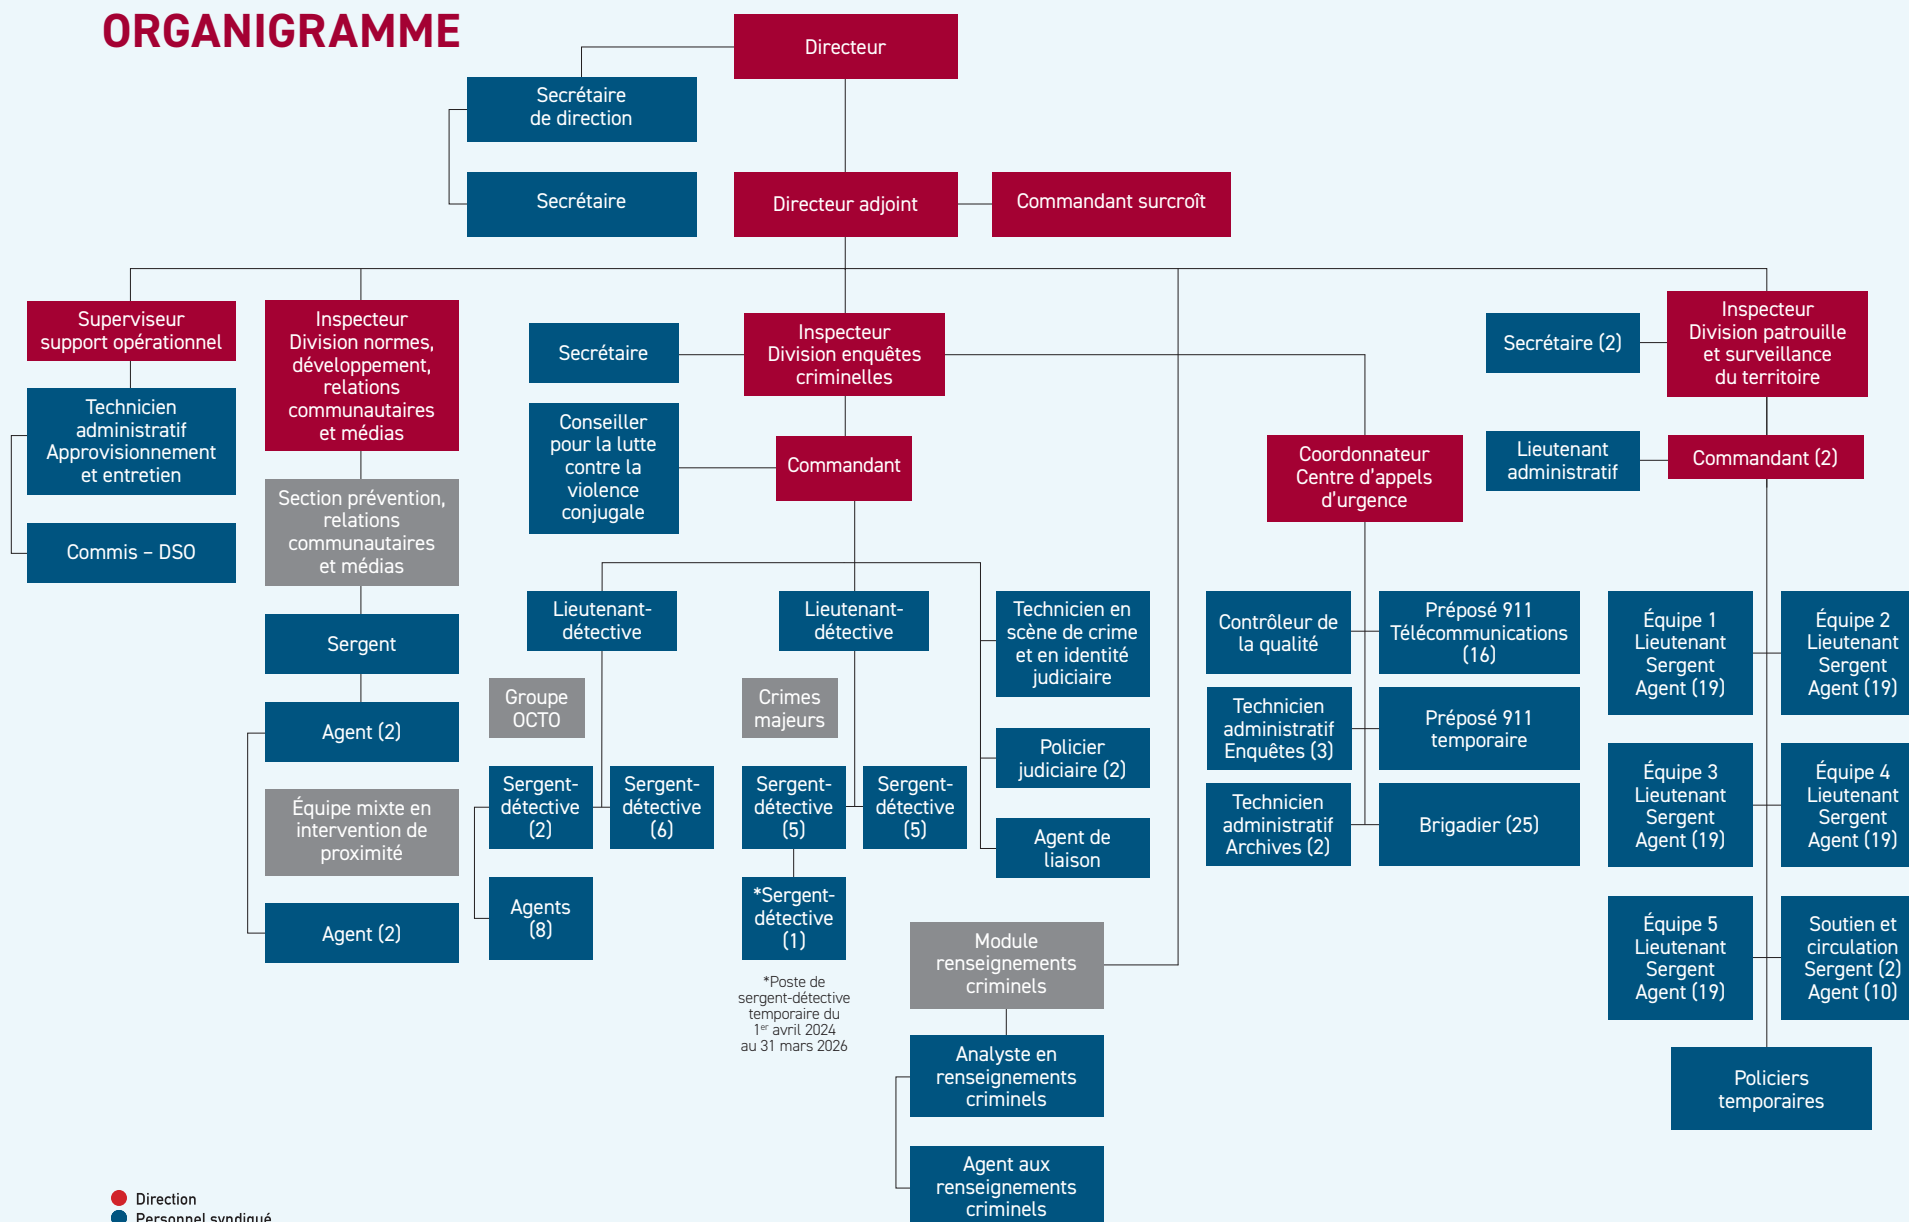 ORGANIGRAMME
Directeur
Secrétaire
de direction
Secrétaire
Directeur adjoint
Commandant surcroît
Superviseur
support opérationnel
Technicien
administratif
Approvisionnement
et entretien
Commis – DSO
Inspecteur
Division normes,
développement,
relations
communautaires
et médias
Section prévention,
relations
communautaires
et médias
Sergent
Agent (2)
Équipe mixte en
intervention de
proximité
Agent (2)
Secrétaire
Inspecteur
Division enquêtes
criminelles
Conseiller
pour la lutte
contre la
violence
conjugale
Commandant
Lieutenant-
détective
Groupe
OCTO
Sergent-
détective
(2)
Sergent-
détective
(6)
Agents
(8)
Lieutenant-
détective
Crimes
majeurs
Sergent-
détective
(5)
Sergent-
détective
(5)
*Sergent-
détective
(1)
*Poste de
sergent-détective
temporaire du
1er avril 2024
au 31 mars 2026
Technicien en
scène de crime
et en identité
judiciaire
Policier
judiciaire (2)
Agent de
liaison
Module
renseignements
criminels
Analyste en
renseignements
criminels
Agent aux
renseignements
criminels
Coordonnateur
Centre d'appels
d'urgence
Contrôleur de
la qualité
Préposé 911
Télécommunications
(16)
Technicien
administratif
Enquêtes (3)
Préposé 911
temporaire
Technicien
administratif
Archives (2)
Brigadier (25)
Secrétaire (2)
Inspecteur
Division patrouille
et surveillance
du territoire
Lieutenant
administratif
Commandant (2)
Équipe 1
Lieutenant
Sergent
Agent (19)
Équipe 2
Lieutenant
Sergent
Agent (19)
Équipe 3
Lieutenant
Sergent
Agent (19)
Équipe 4
Lieutenant
Sergent
Agent (19)
Équipe 5
Lieutenant
Sergent
Agent (19)
Soutien et
circulation
Sergent (2)
Agent (10)
Policiers
temporaires
Direction
Personnel syndiqué